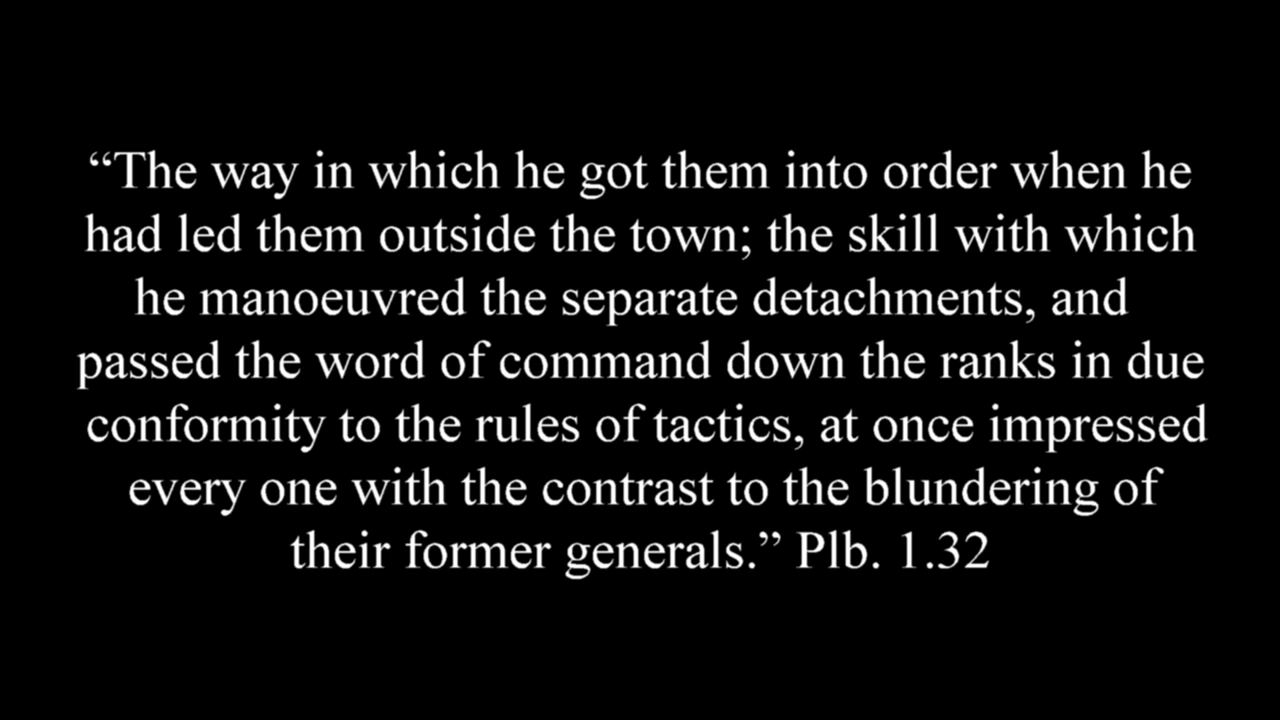 “The way in which he got them into order when he
had led them outside the town; the skill with which
he manoeuvred the separate detachments, and
passed the word of command down the ranks in due
conformity to the rules of tactics, at once impressed
every one with the contrast to the blundering of
their former generals.” Plb. 1.32